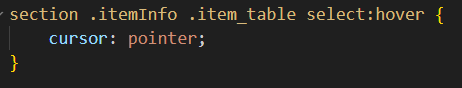 section .itemInfo .item_table select:hover {
    cursor: pointer;
}